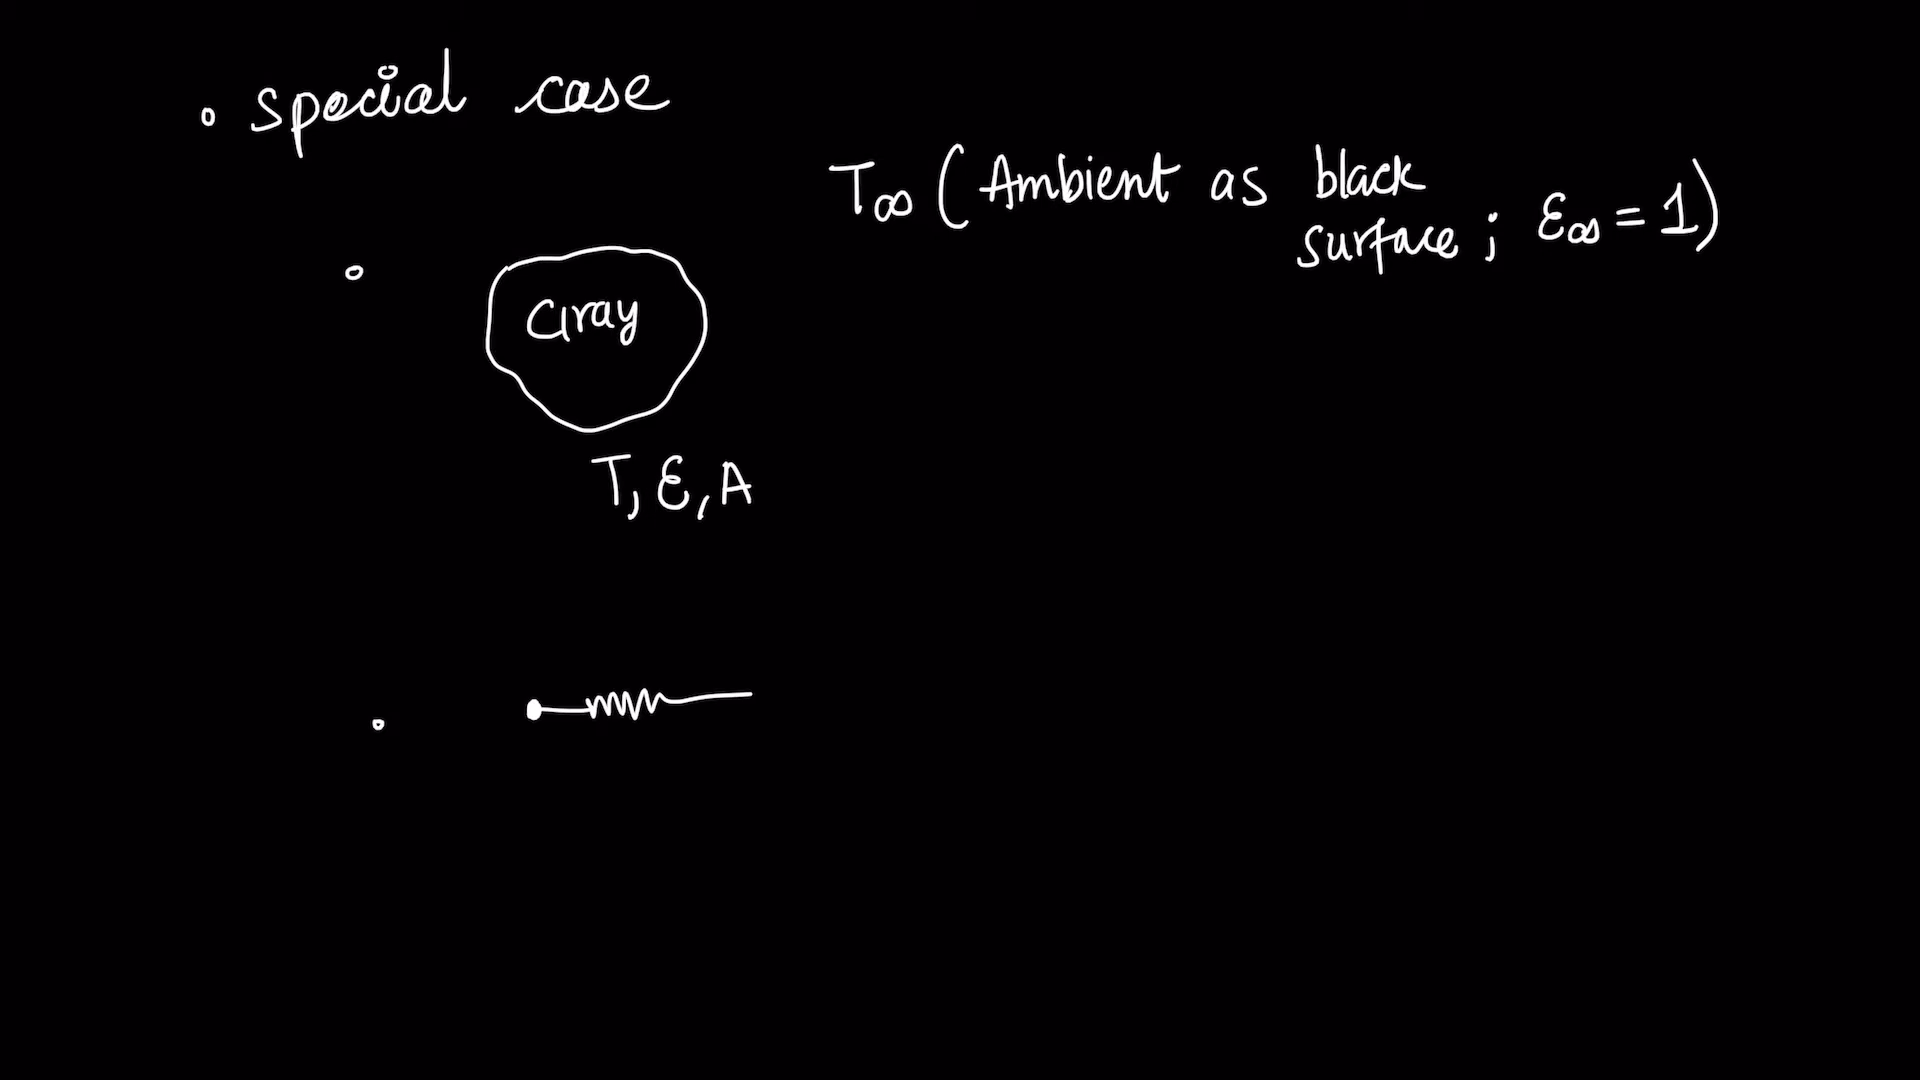 • special case
T∞ (Ambient as black
surface; ε∞ = 1)
Gray
T, ε, A